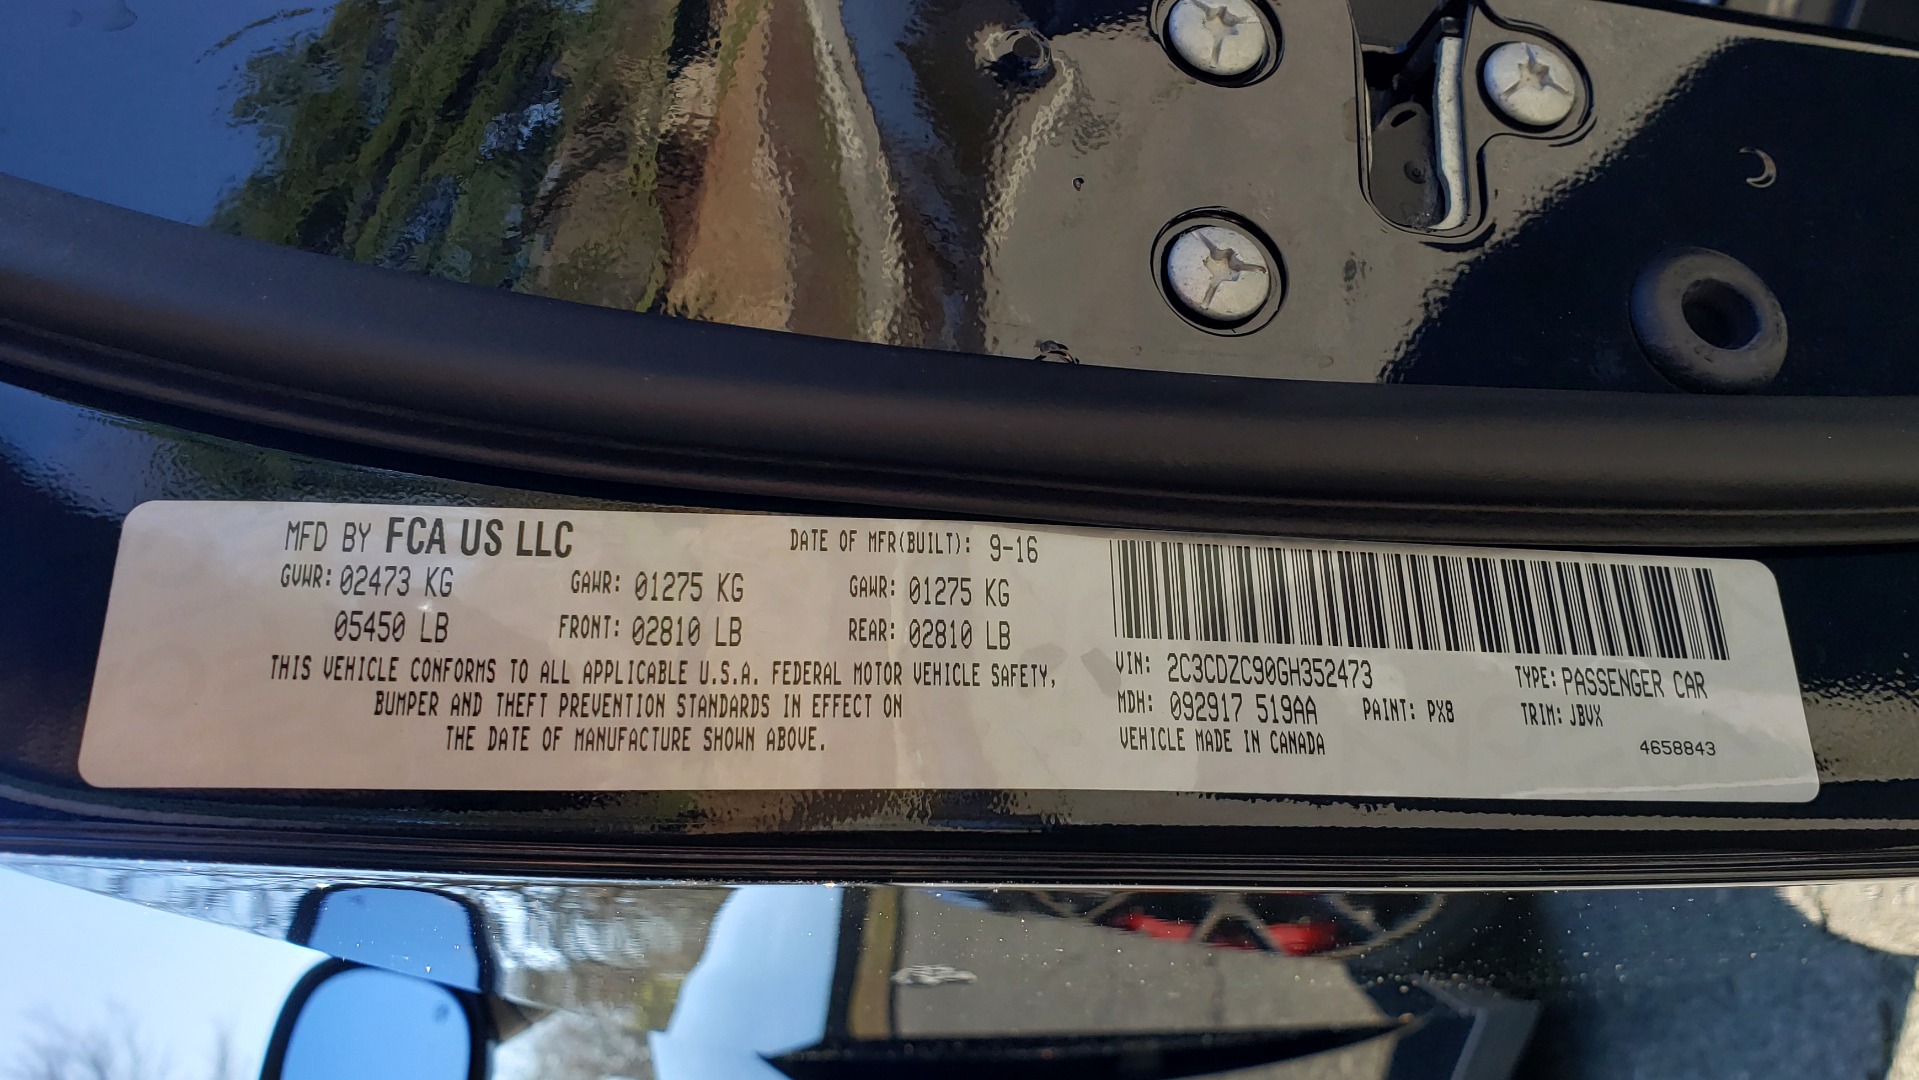 MFD BY FCA US LLC DATE OF MFR(BUILT): 9-16
GVWR: 02473 KG GAWR: 01275 KG GAWR: 01275 KG
05450 LB FRONT: 02810 LB REAR: 02810 LB
THIS VEHICLE CONFORMS TO ALL APPLICABLE U.S.A. FEDERAL MOTOR VEHICLE SAFETY,
BUMPER AND THEFT PREVENTION STANDARDS IN EFFECT ON
THE DATE OF MANUFACTURE SHOWN ABOVE.
VIN: 2C3CDZC90GH352473 TYPE: PASSENGER CAR
MDH: 092917 519AA PAINT: PX8 TRIM: JBVX
VEHICLE MADE IN CANADA 4658843